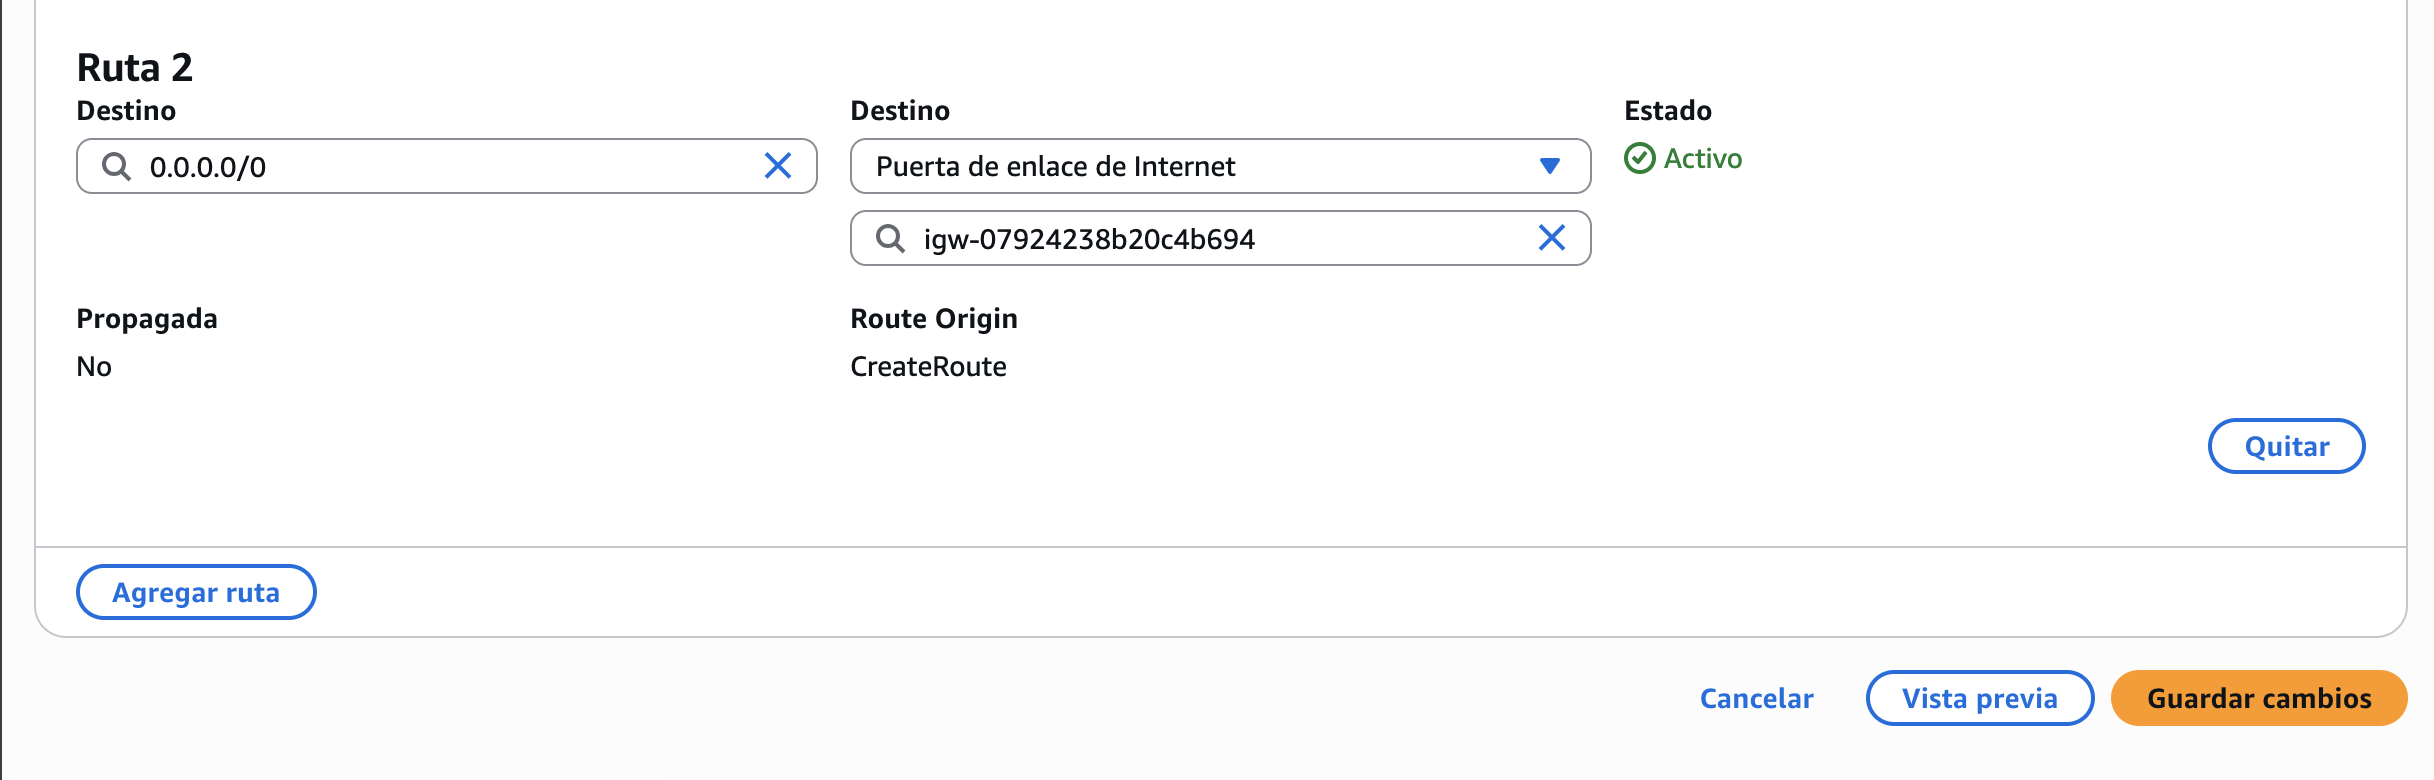 Ruta 2
Destino
Destino
Estado
0.0.0.0/0
Puerta de enlace de Internet
Activo
igw-07924238b20c4b694
Propagada
Route Origin
No
CreateRoute
Quitar
Agregar ruta
Cancelar
Vista previa
Guardar cambios